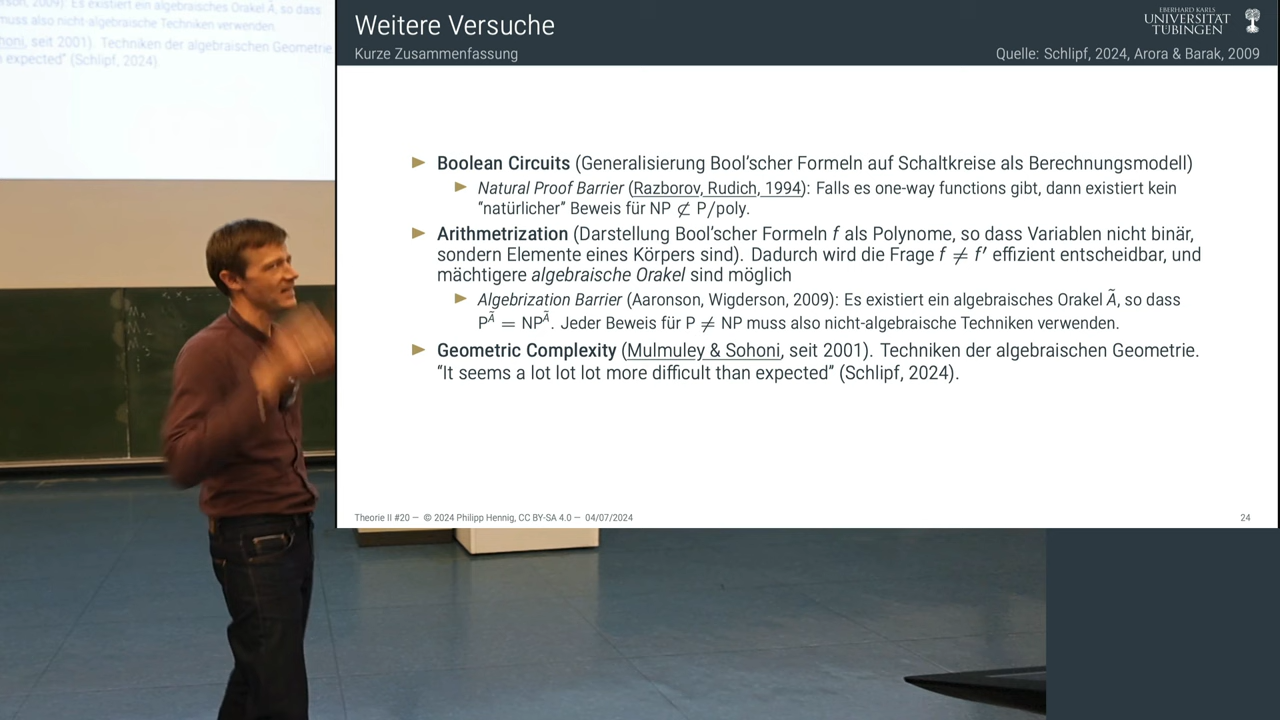 rson, 2009): Es existiert ein algebraisches Orakel Ã, so dass
muss also nicht-algebraische Techniken verwenden.
honi, seit 2001). Techniken der algebraischen Geometrie
expected” (Schlipf, 2024).
Weitere Versuche
Kurze Zusammenfassung
EBERHARD KARLS
UNIVERSITÄT
TÜBINGEN
Quelle: Schlipf, 2024, Arora & Barak, 2009
Boolean Circuits (Generalisierung Bool’scher Formeln auf Schaltkreise als Berechnungsmodell)
Natural Proof Barrier (Razborov, Rudich, 1994): Falls es one-way functions gibt, dann existiert kein
“natürlicher” Beweis für NP ⊄ P/poly.
Arithmetrization (Darstellung Bool’scher Formeln f als Polynome, so dass Variablen nicht binär,
sondern Elemente eines Körpers sind). Dadurch wird die Frage f ≠ f′ effizient entscheidbar, und
mächtigere algebraische Orakel sind möglich
Algebrization Barrier (Aaronson, Wigderson, 2009): Es existiert ein algebraisches Orakel Ã, so dass
P^Ã = NP^Ã. Jeder Beweis für P ≠ NP muss also nicht-algebraische Techniken verwenden.
Geometric Complexity (Mulmuley & Sohoni, seit 2001). Techniken der algebraischen Geometrie.
“It seems a lot lot lot more difficult than expected” (Schlipf, 2024).
Theorie II #20 — © 2024 Philipp Hennig, CC BY-SA 4.0 — 04/07/2024
24